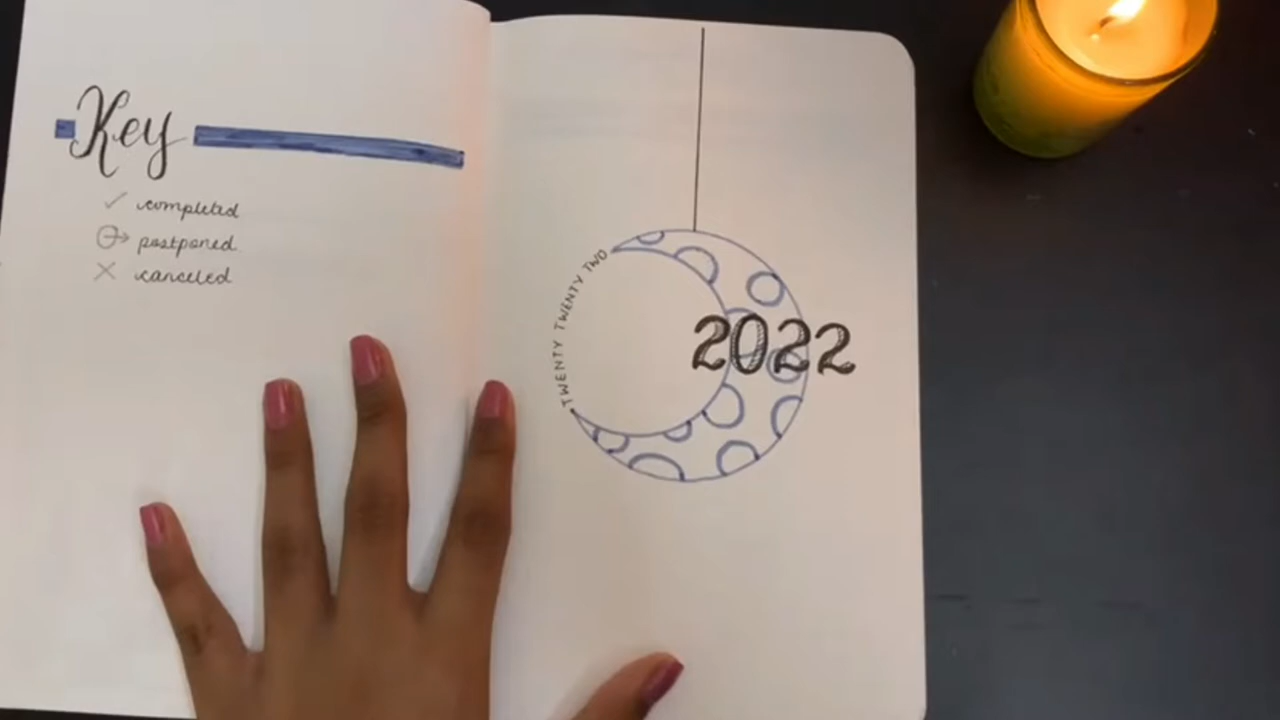 Key
✓ completed
postponed
× canceled
TWENTY TWENTY TWO
2022